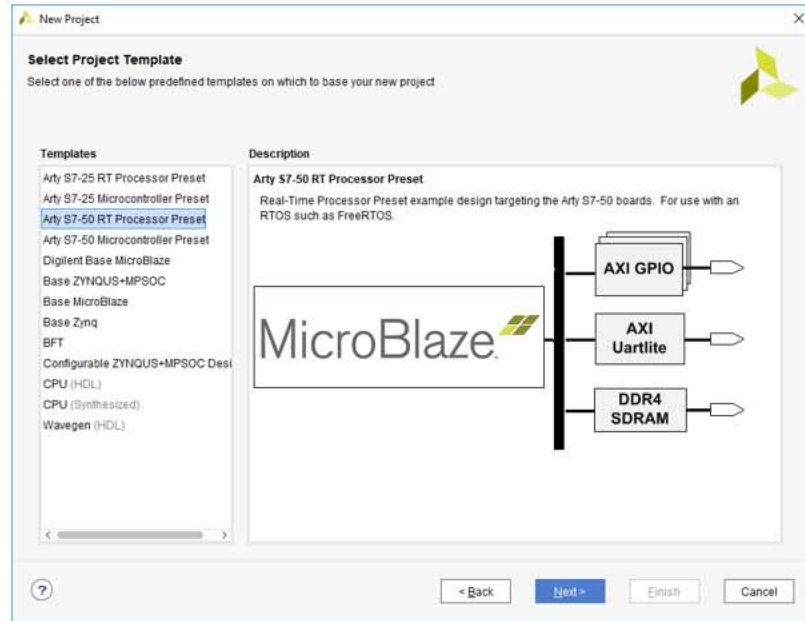 New Project
Select Project Template
Select one of the below predefined templates on which to base your new project
Templates
Arty S7-25 RT Processor Preset
Arty S7-25 Microcontroller Preset
Arty S7-50 RT Processor Preset
Arty S7-50 Microcontroller Preset
Digilent Base MicroBlaze
Base ZYNQUS+MPSOC
Base MicroBlaze
Base Zynq
BFT
Configurable ZYNQUS+MPSOC Desi
CPU (HDL)
CPU (Synthesized)
Wavegen (HDL)
Description
Arty S7-50 RT Processor Preset
Real-Time Processor Preset example design targeting the Arty S7-50 boards. For use with an
RTOS such as FreeRTOS.
MicroBlaze
AXI GPIO
AXI
Uartlite
DDR4
SDRAM
?
< Back
Next >
Finish
Cancel